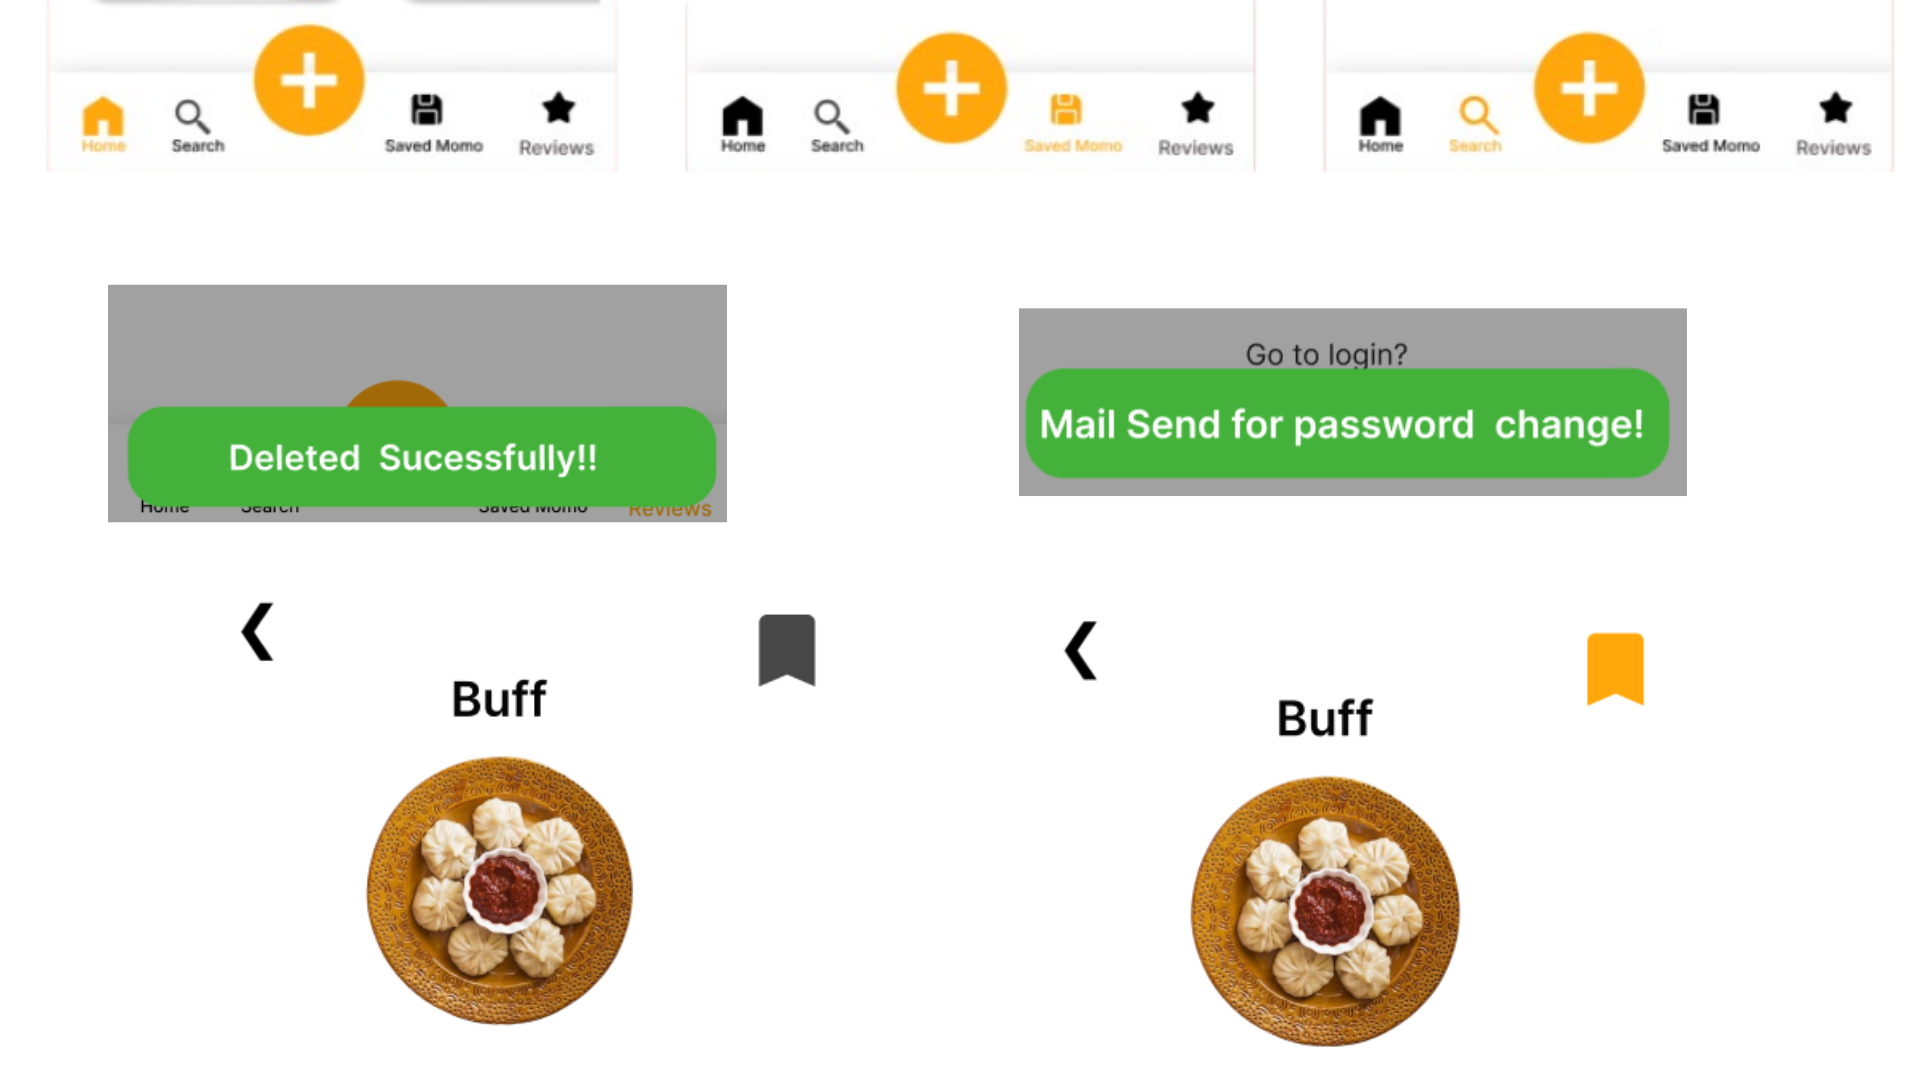 Home Search Saved Momo Reviews
Home Search Saved Momo Reviews
Home Search Saved Momo Reviews
Deleted Sucessfully!!
Home Search Saved Momo Reviews
Go to login?
Mail Send for password change!
Buff
Buff